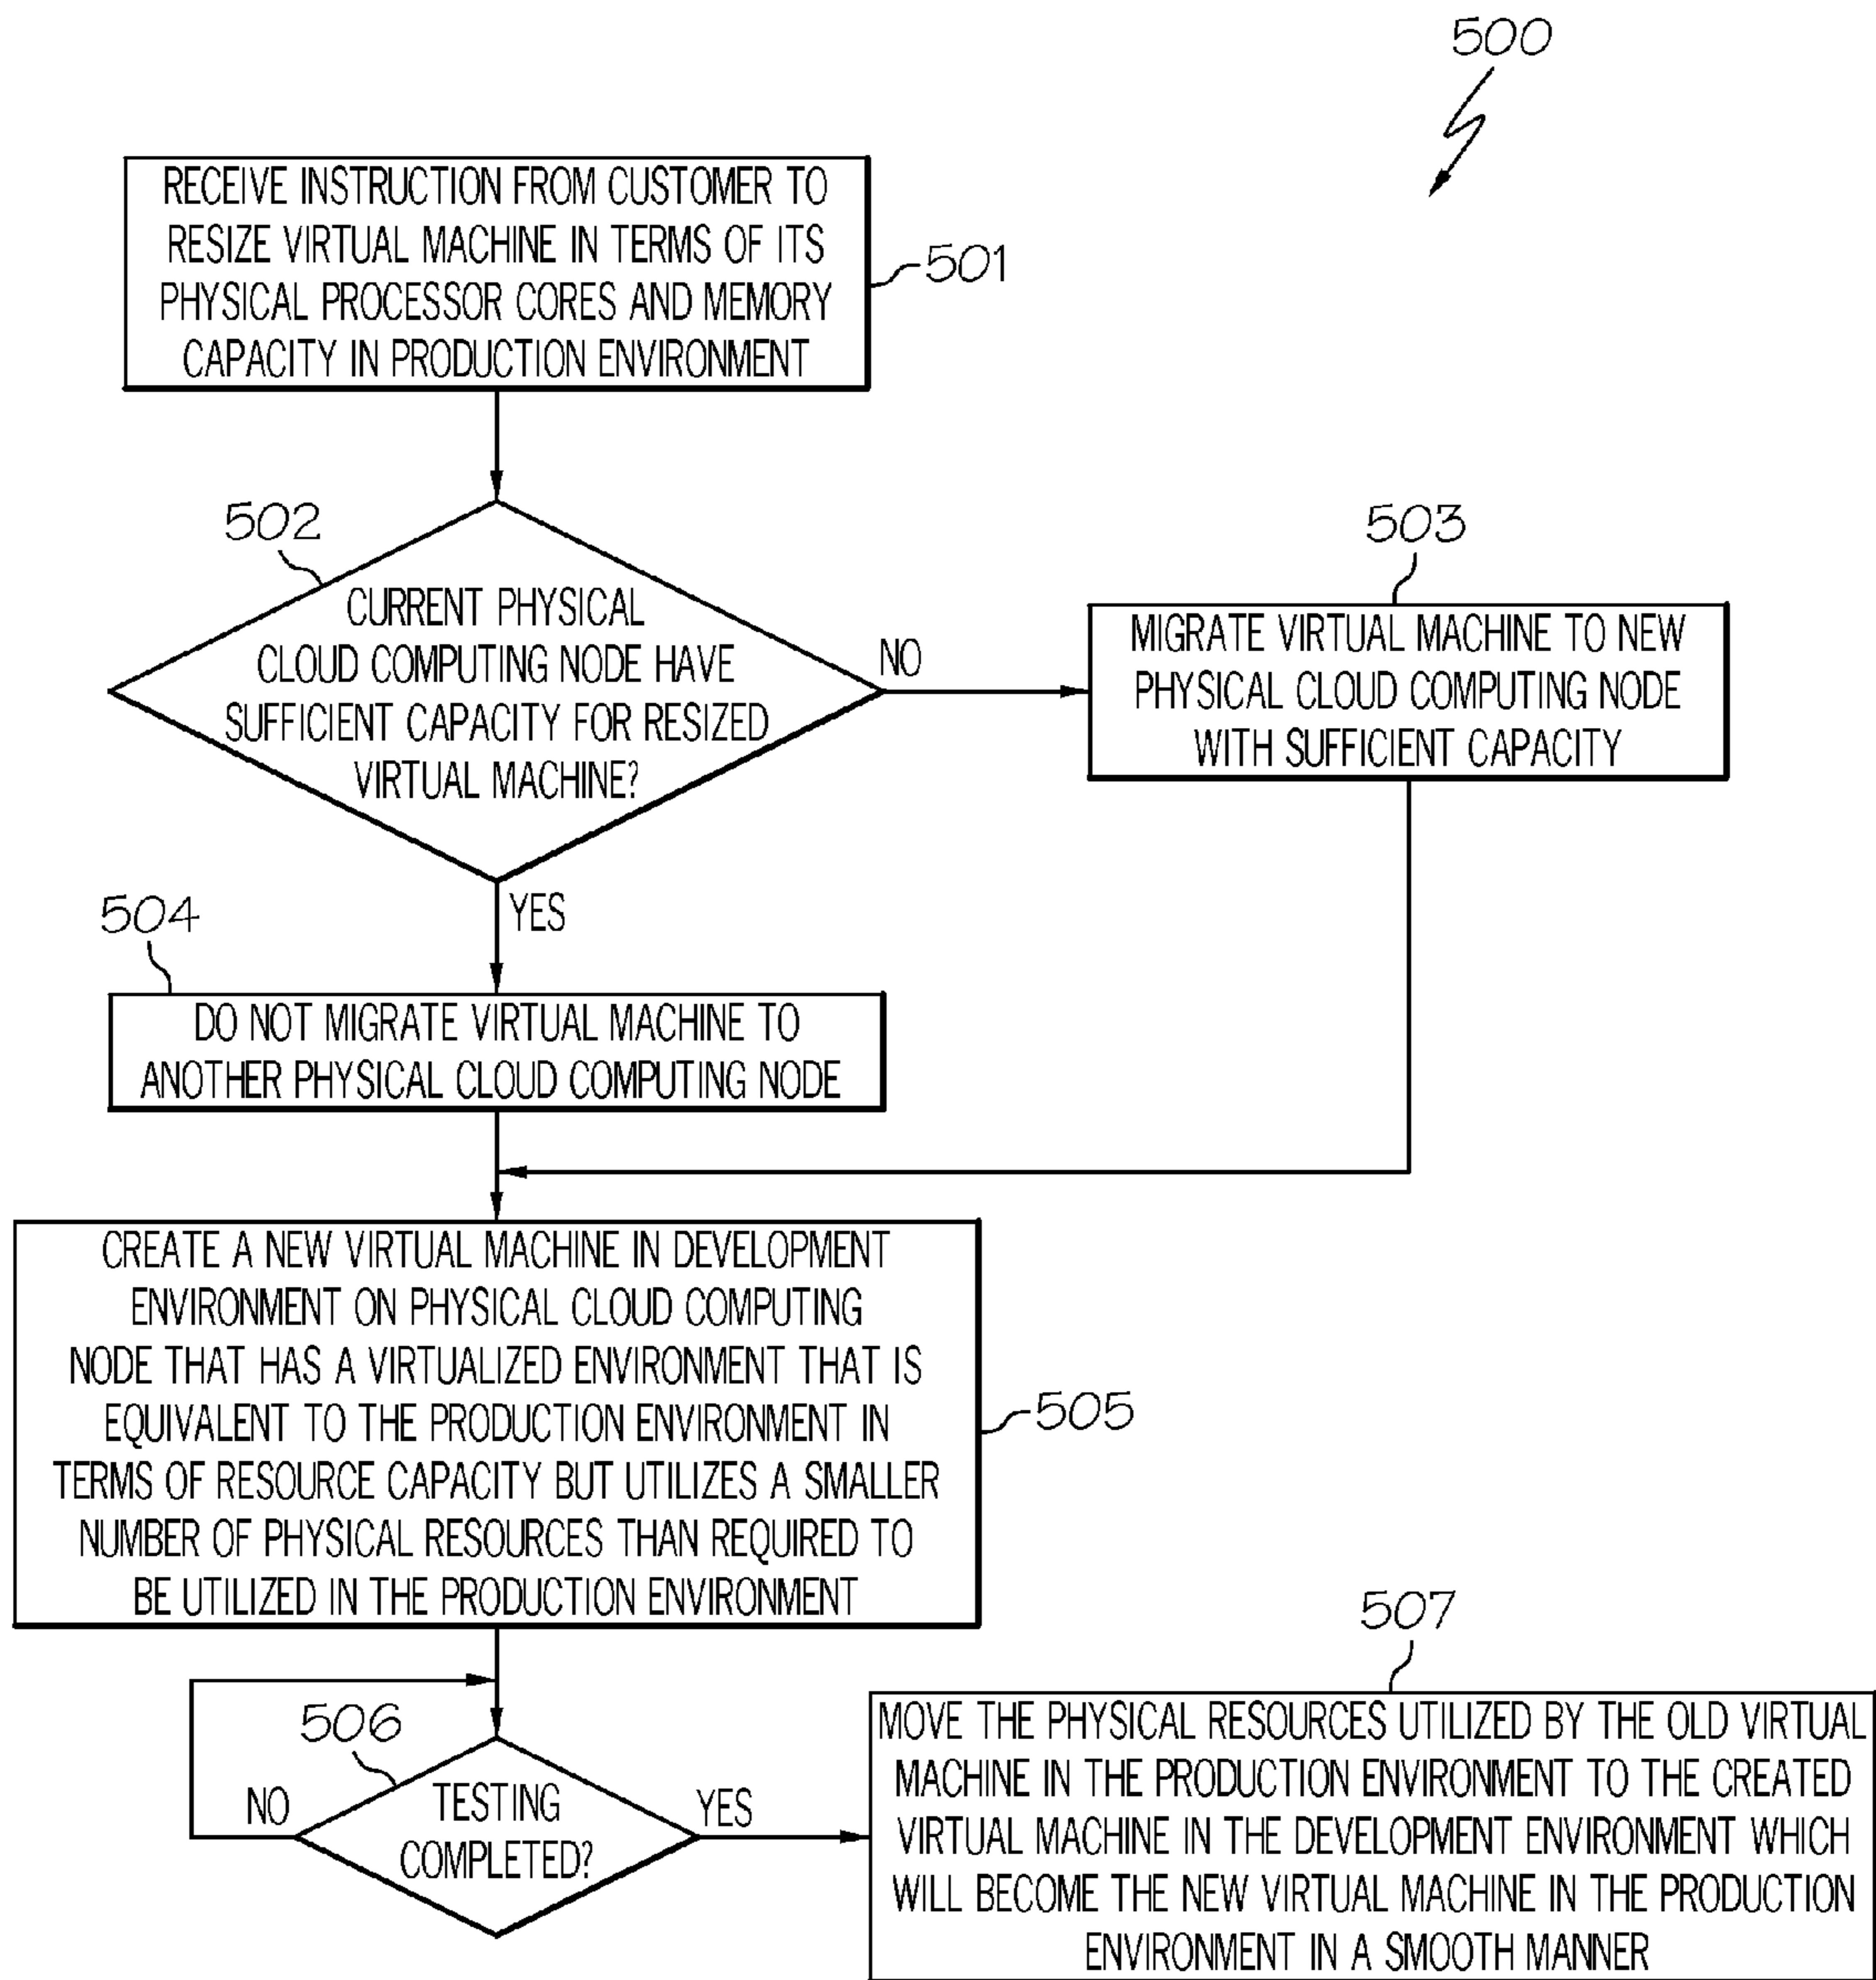 500
RECEIVE INSTRUCTION FROM CUSTOMER TO
RESIZE VIRTUAL MACHINE IN TERMS OF ITS
PHYSICAL PROCESSOR CORES AND MEMORY
CAPACITY IN PRODUCTION ENVIRONMENT
501
502
CURRENT PHYSICAL
CLOUD COMPUTING NODE HAVE
SUFFICIENT CAPACITY FOR RESIZED
VIRTUAL MACHINE?
NO
503
MIGRATE VIRTUAL MACHINE TO NEW
PHYSICAL CLOUD COMPUTING NODE
WITH SUFFICIENT CAPACITY
YES
504
DO NOT MIGRATE VIRTUAL MACHINE TO
ANOTHER PHYSICAL CLOUD COMPUTING NODE
CREATE A NEW VIRTUAL MACHINE IN DEVELOPMENT
ENVIRONMENT ON PHYSICAL CLOUD COMPUTING
NODE THAT HAS A VIRTUALIZED ENVIRONMENT THAT IS
EQUIVALENT TO THE PRODUCTION ENVIRONMENT IN
TERMS OF RESOURCE CAPACITY BUT UTILIZES A SMALLER
NUMBER OF PHYSICAL RESOURCES THAN REQUIRED TO
BE UTILIZED IN THE PRODUCTION ENVIRONMENT
505
506
TESTING
COMPLETED?
NO
YES
507
MOVE THE PHYSICAL RESOURCES UTILIZED BY THE OLD VIRTUAL
MACHINE IN THE PRODUCTION ENVIRONMENT TO THE CREATED
VIRTUAL MACHINE IN THE DEVELOPMENT ENVIRONMENT WHICH
WILL BECOME THE NEW VIRTUAL MACHINE IN THE PRODUCTION
ENVIRONMENT IN A SMOOTH MANNER